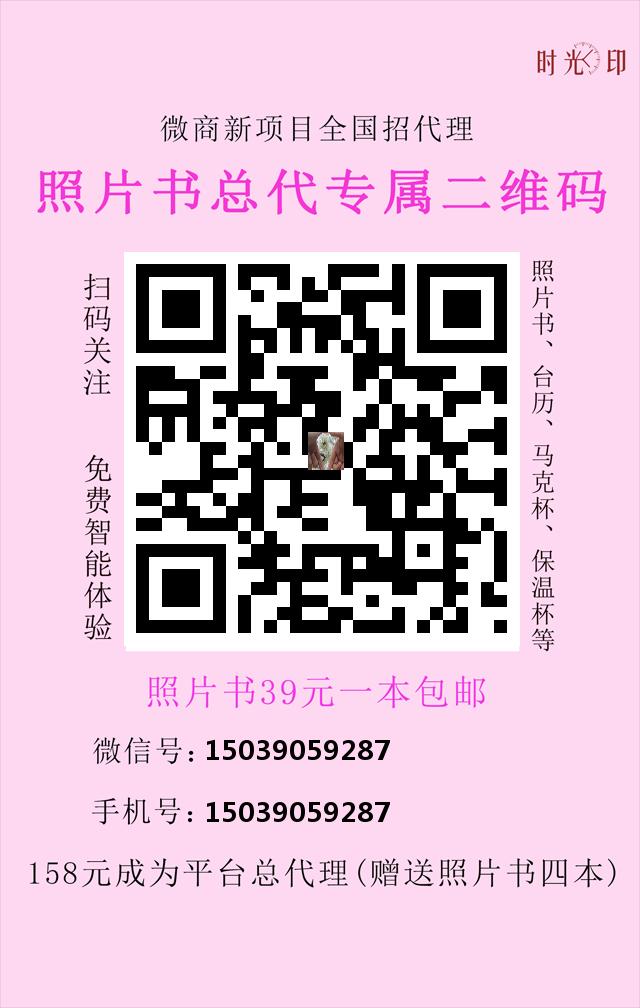 时光印
微商新项目全国招代理
照片书总代专属二维码
扫码关注 免费智能体验
照片书、台历、马克杯、保温杯等
照片书39元一本包邮
微信号:15039059287
手机号:15039059287
158元成为平台总代理(赠送照片书四本)